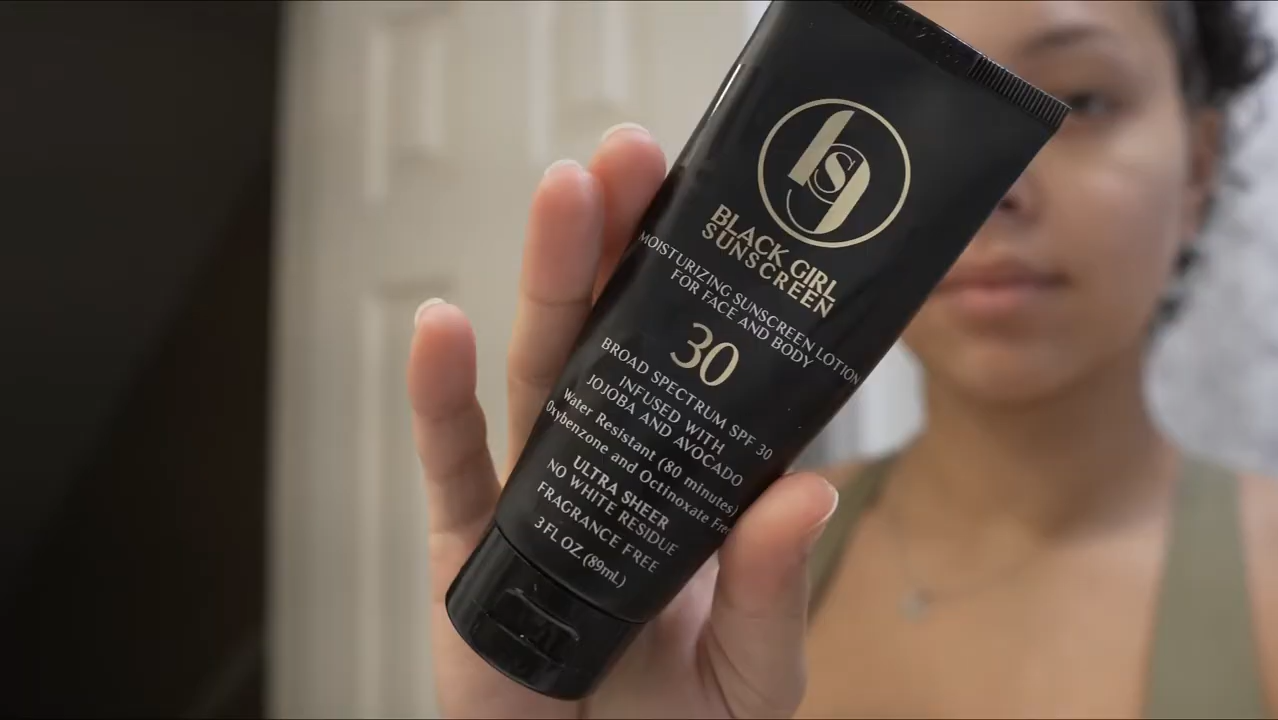 BLACK GIRL
SUNSCREEN
MOISTURIZING SUNSCREEN LOTION
FOR FACE AND BODY
30
BROAD SPECTRUM SPF 30
INFUSED WITH
JOJOBA AND AVOCADO
Water Resistant (80 minutes)
Oxybenzone and Octinoxate Free
ULTRA SHEER
NO WHITE RESIDUE
FRAGRANCE FREE
3 FL OZ. (89mL)